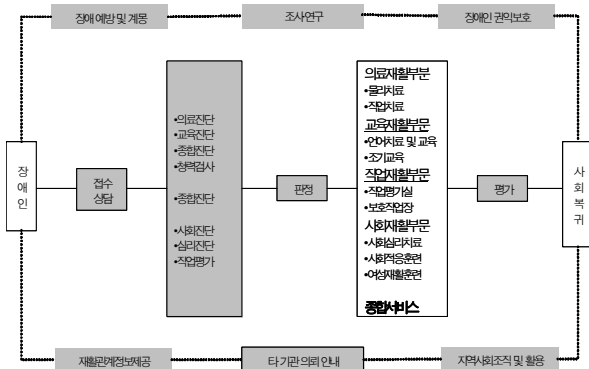 장애 예방 및 계몽
조사연구
장애인 권익보호
장애인
접수
상담
•의료진단
•교육진단
•종합진단
•청력검사
•종합진단
•사회진단
•심리진단
•직업평가
판정
의료재활부분
•물리치료
•작업치료
교육재활부문
•언어치료 및 교육
•조기교육
직업재활부문
•직업평가실
•보호작업장
사회재활부문
•사회심리치료
•사회적응훈련
•여성재활훈련
종합서비스
평가
사회복귀
재활관계정보제공
타 기관 의뢰 안내
지역사회조직 및 활용